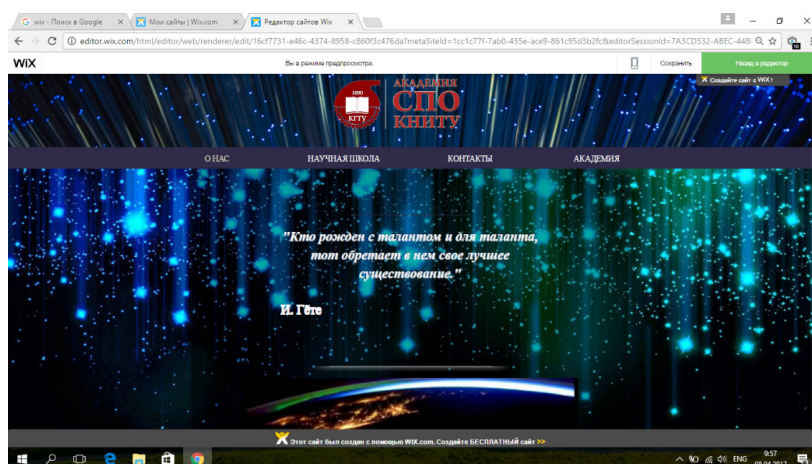 wix - Поиск в Google
Мои сайты | Wix.com
Редактор сайтов Wix
editor.wix.com/html/editor/web/renderer/edit/16cf7731-e46c-4374-8958-c860f3c476da?metaSiteId=1cc1c77f-7ab0-455e-ace9-861c95d3b2fc&editorSessionId=7A3CD332-ABEC-448
WiX
Вы в режиме предпросмотра.
Сохранить
Назад в редактор
Создайте сайт с WIX!
1890
КГТУ
АКАДЕМИЯ
СПО
КНИТУ
О НАС НАУЧНАЯ ШКОЛА КОНТАКТЫ АКАДЕМИЯ
"Кто рожден с талантом и для таланта,
тот обретает в нем свое лучшее
существование."
И. Гёте
Этот сайт был создан с помощью WIX.com. Создайте БЕСПЛАТНЫЙ сайт >>
ENG
9:57
08.04.2017